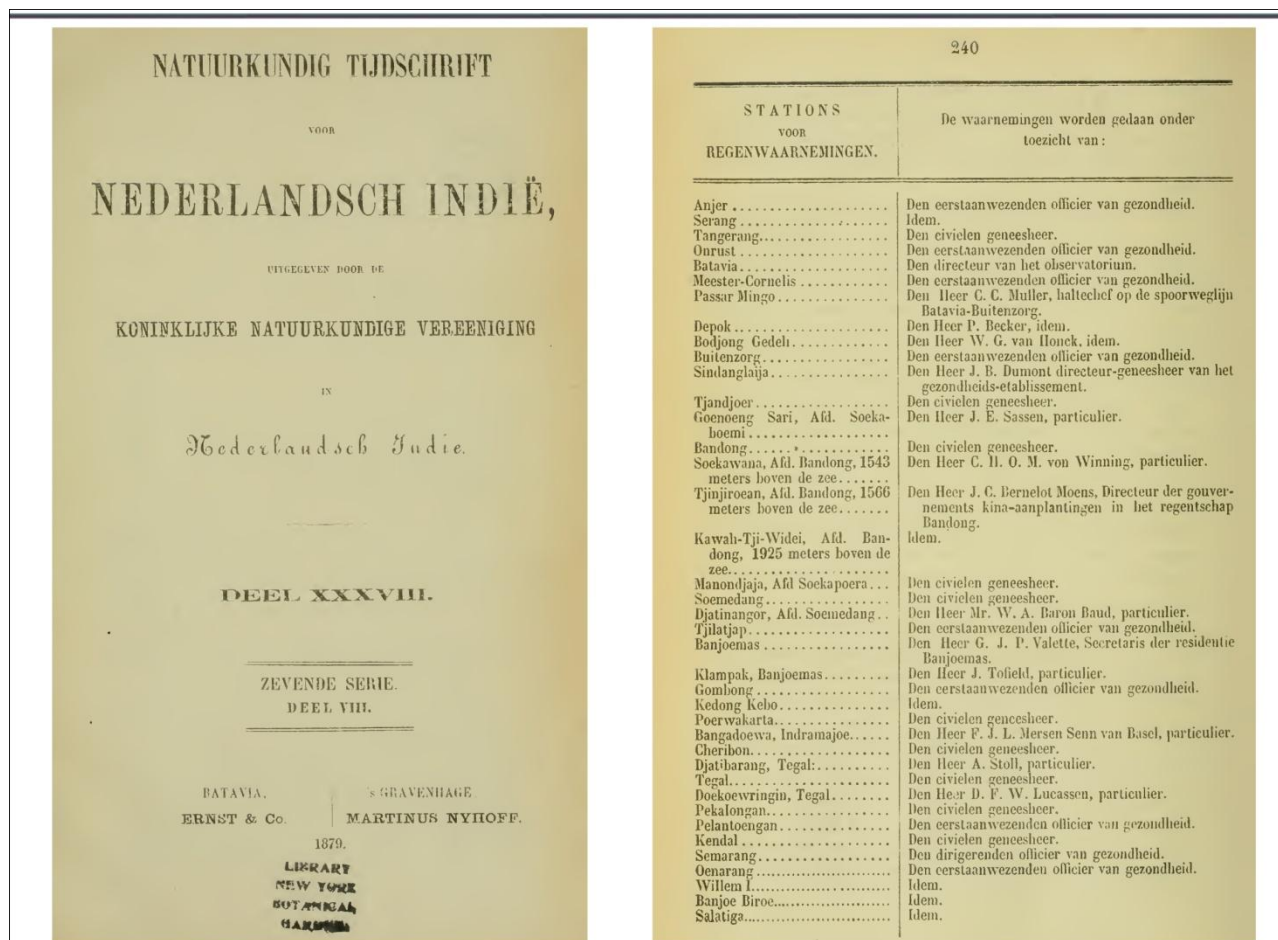 NATUURKUNDIG TIJDSCHRIFT
VOOR
NEDERLANDSCH INDIË,
UITGEGEVEN DOOR DE
KONINKLIJKE NATUURKUNDIGE VEREENIGING
IN
Nederlandsch Indie.
DEEL XXXVIII.
ZEVENDE SERIE.
DEEL VIII.
BATAVIA. 's GRAVENHAGE.
ERNST & Co. MARTINUS NYHOFF.
1879.
LIBRARY
NEW YORK
BOTANICAL
GARDEN
240
STATIONS
VOOR
REGENWAARNEMINGEN.
De waarnemingen worden gedaan onder
toezicht van :
Anjer . . . . . . . . . . Den eerstaanwezenden officier van gezondheid.
Serang . . . . . . . . . . Idem.
Tangerang. . . . . . . . . . Den civielen geneesheer.
Onrust . . . . . . . . . . Den eerstaanwezenden officier van gezondheid.
Batavia. . . . . . . . . . Den directeur van het observatorium.
Meester-Cornelis . . . . . . . . . . Den eerstaanwezenden officier van gezondheid.
Passar Mingo . . . . . . . . . . Den Heer C. C. Muller, haltechef op de spoorweglijn
Batavia-Buitenzorg.
Depok . . . . . . . . . . Den Heer P. Becker, idem.
Bodjong Gedeh . . . . . . . . . . Den Heer W. G. van Honck, idem.
Buitenzorg . . . . . . . . . . Den eerstaanwezenden officier van gezondheid.
Sindanglaija . . . . . . . . . . Den Heer J. B. Dumont directeur-geneesheer van het
gezondheids-etablissement.
Tjandjoer . . . . . . . . . . Den civielen geneesheer.
Goenoeng Sari, Afd. Soeka- Den Heer J. E. Sassen, particulier.
boemi . . . . . . . . . .
Bandong . . . . . . . . . . Den civielen geneesheer.
Soekawana, Afd. Bandong, 1543 Den Heer C. H. O. M. von Winning, particulier.
meters boven de zee . . . . . . .
Tjinjiroean, Afd. Bandong, 1566 Den Heer J. C. Bernelot Moens, Directeur der gouver-
meters boven de zee . . . . . . . nements kina-aanplantingen in het regentschap
Bandong.
Kawah-Tji-Widei, Afd. Ban- Idem.
dong, 1925 meters boven de
zee . . . . . . . . . .
Manondjaja, Afd Soekapoera . . . Den civielen geneesheer.
Soemedang . . . . . . . . . . Den civielen geneesheer.
Djatinangor, Afd. Soemedang . . Den Heer Mr. W. A. Baron Baud, particulier.
Tjilatjap . . . . . . . . . . Den eerstaanwezenden officier van gezondheid.
Banjoemas . . . . . . . . . . Den Heer G. J. P. Valette, Secretaris der residentie
Banjoemas.
Klampak, Banjoemas . . . . . . . . . Den Heer J. Tofield, particulier.
Gombong . . . . . . . . . . Den eerstaanwezenden officier van gezondheid.
Kedong Kebo . . . . . . . . . . Idem.
Poerwakarta . . . . . . . . . . Den civielen geneesheer.
Bangadoewa, Indramajoe . . . . . . Den Heer F. J. L. Mersen Senn van Basel, particulier.
Cheribon . . . . . . . . . . Den civielen geneesheer.
Djatibarang, Tegal: . . . . . . . . . . Den Heer A. Stoll, particulier.
Tegal . . . . . . . . . . Den civielen geneesheer.
Doekoewringin, Tegal . . . . . . . . Den Heer D. F. W. Lucassen, particulier.
Pekalongan . . . . . . . . . . Den civielen geneesheer.
Pelantoengan . . . . . . . . . . Den eerstaanwezenden officier van gezondheid.
Kendal . . . . . . . . . . Den civielen geneesheer.
Semarang . . . . . . . . . . Den dirigerenden officier van gezondheid.
Oenarang . . . . . . . . . . Den eerstaanwezenden officier van gezondheid.
Willem I . . . . . . . . . . Idem.
Banjoe Biroe . . . . . . . . . . Idem.
Salatiga . . . . . . . . . . Idem.